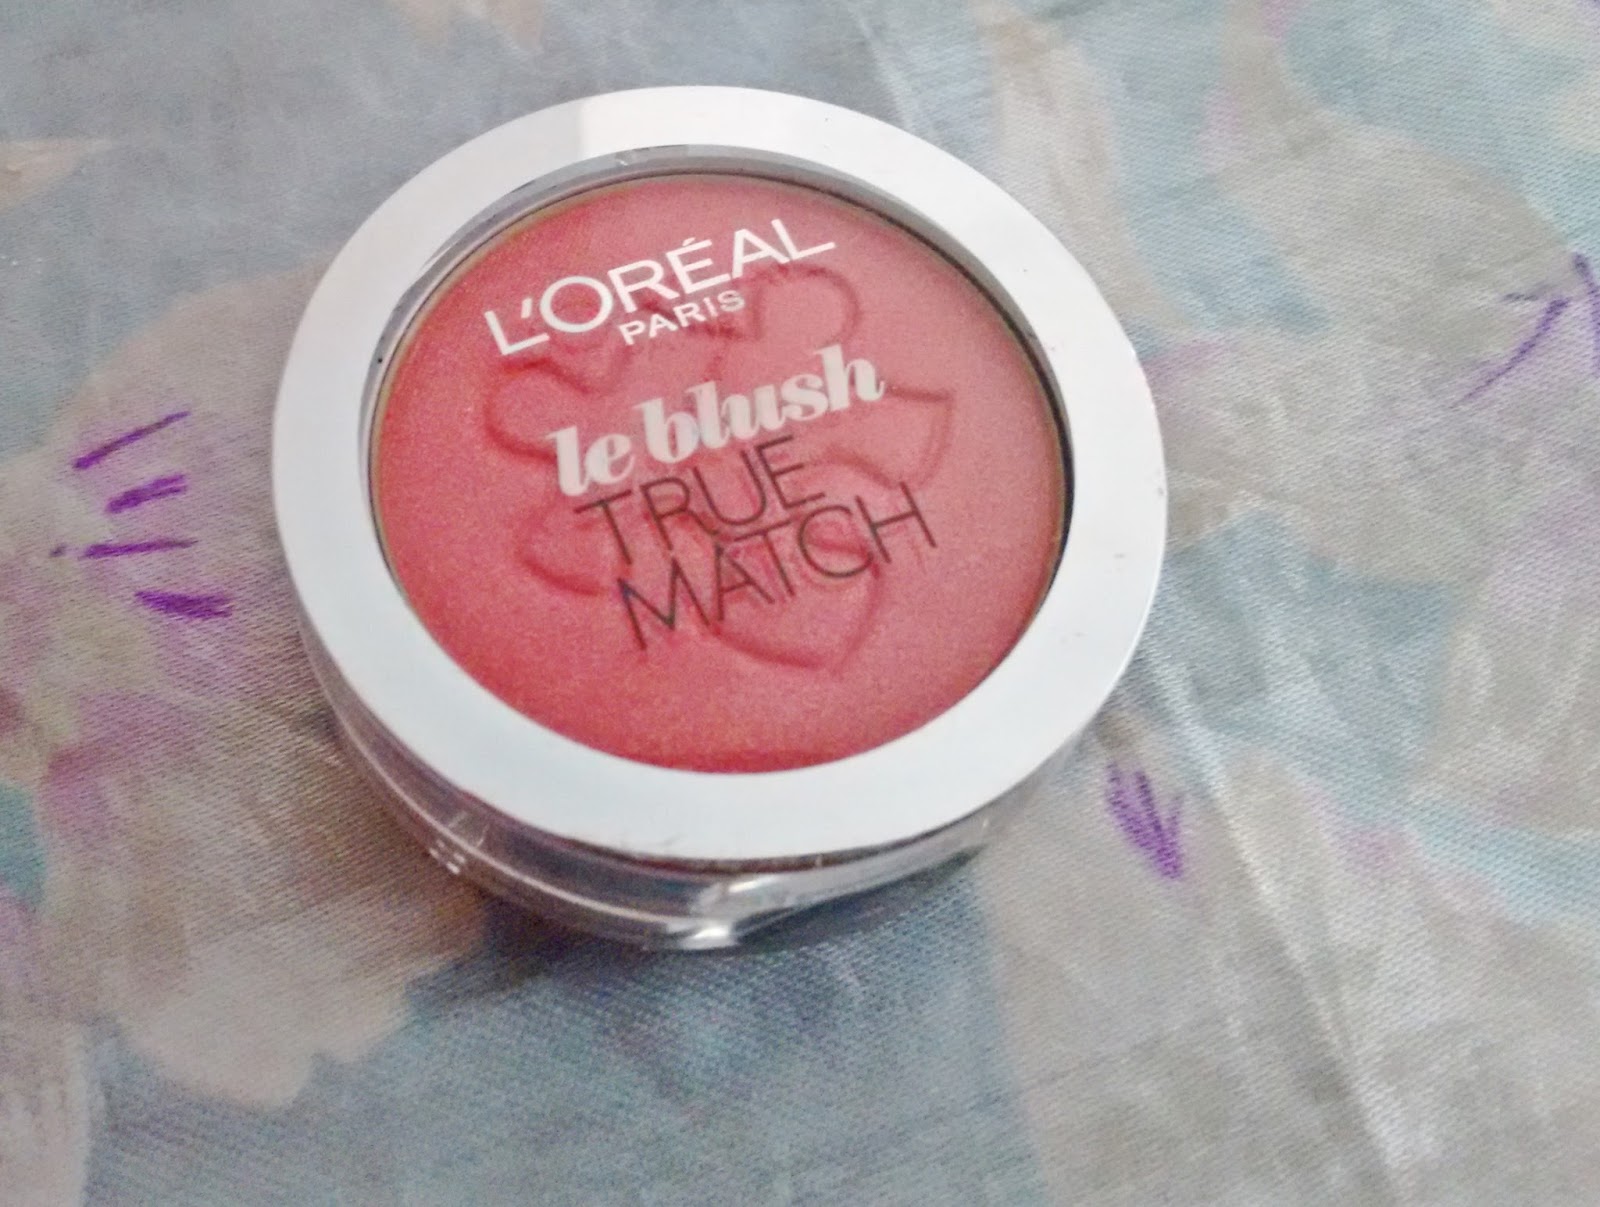 L'ORÉAL
PARIS
le blush
TRUE
MATCH